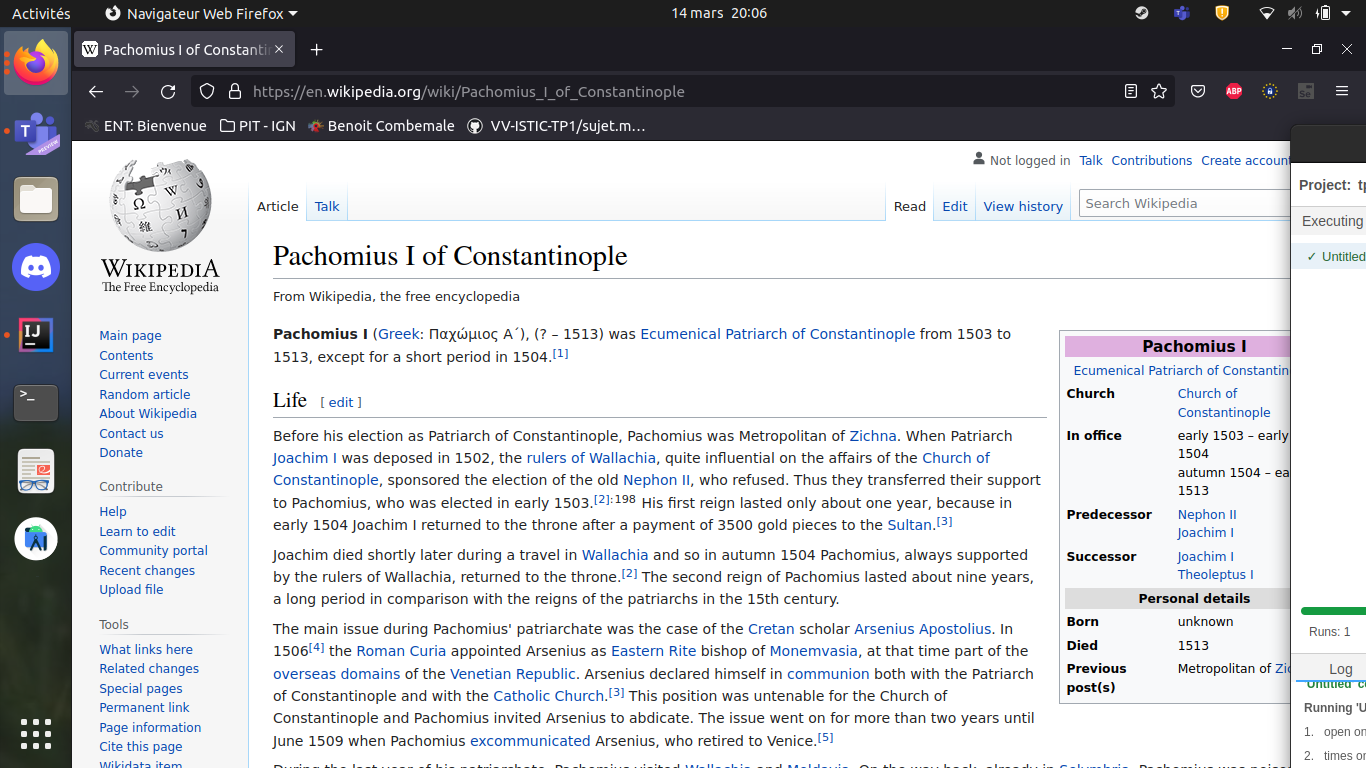 Activités
Navigateur Web Firefox
14 mars 20:06
Pachomius I of Constanti
https://en.wikipedia.org/wiki/Pachomius_I_of_Constantinople
ABP
Se
ENT: Bienvenue
PIT - IGN
Benoit Combemale
VV-ISTIC-TP1/sujet.m…
PREVIEW
IJ
>_
WIKIPEDIA
The Free Encyclopedia
Main page
Contents
Current events
Random article
About Wikipedia
Contact us
Donate
Contribute
Help
Learn to edit
Community portal
Recent changes
Upload file
Tools
What links here
Related changes
Special pages
Permanent link
Page information
Cite this page
Wikidata item
Not logged in Talk Contributions Create account
Article Talk
Read Edit View history
Search Wikipedia
Pachomius I of Constantinople
From Wikipedia, the free encyclopedia
Pachomius I (Greek: Παχώμιος Α΄), (? – 1513) was Ecumenical Patriarch of Constantinople from 1503 to
1513, except for a short period in 1504.[1]
Life [ edit ]
Before his election as Patriarch of Constantinople, Pachomius was Metropolitan of Zichna. When Patriarch
Joachim I was deposed in 1502, the rulers of Wallachia, quite influential on the affairs of the Church of
Constantinople, sponsored the election of the old Nephon II, who refused. Thus they transferred their support
to Pachomius, who was elected in early 1503.[2]:198 His first reign lasted only about one year, because in
early 1504 Joachim I returned to the throne after a payment of 3500 gold pieces to the Sultan.[3]
Joachim died shortly later during a travel in Wallachia and so in autumn 1504 Pachomius, always supported
by the rulers of Wallachia, returned to the throne.[2] The second reign of Pachomius lasted about nine years,
a long period in comparison with the reigns of the patriarchs in the 15th century.
The main issue during Pachomius' patriarchate was the case of the Cretan scholar Arsenius Apostolius. In
1506[4] the Roman Curia appointed Arsenius as Eastern Rite bishop of Monemvasia, at that time part of the
overseas domains of the Venetian Republic. Arsenius declared himself in communion both with the Patriarch
of Constantinople and with the Catholic Church.[3] This position was untenable for the Church of
Constantinople and Pachomius invited Arsenius to abdicate. The issue went on for more than two years until
June 1509 when Pachomius excommunicated Arsenius, who retired to Venice.[5]
Pachomius I
Ecumenical Patriarch of Constantin
Church Church of
Constantinople
In office early 1503 – early
1504
autumn 1504 – ea
1513
Predecessor Nephon II
Joachim I
Successor Joachim I
Theoleptus I
Personal details
Born unknown
Died 1513
Previous Metropolitan of Zi
post(s)
Project: tp
Executing
✓ Untitled
Runs: 1
Log
Running 'U
1. open on
2. times or